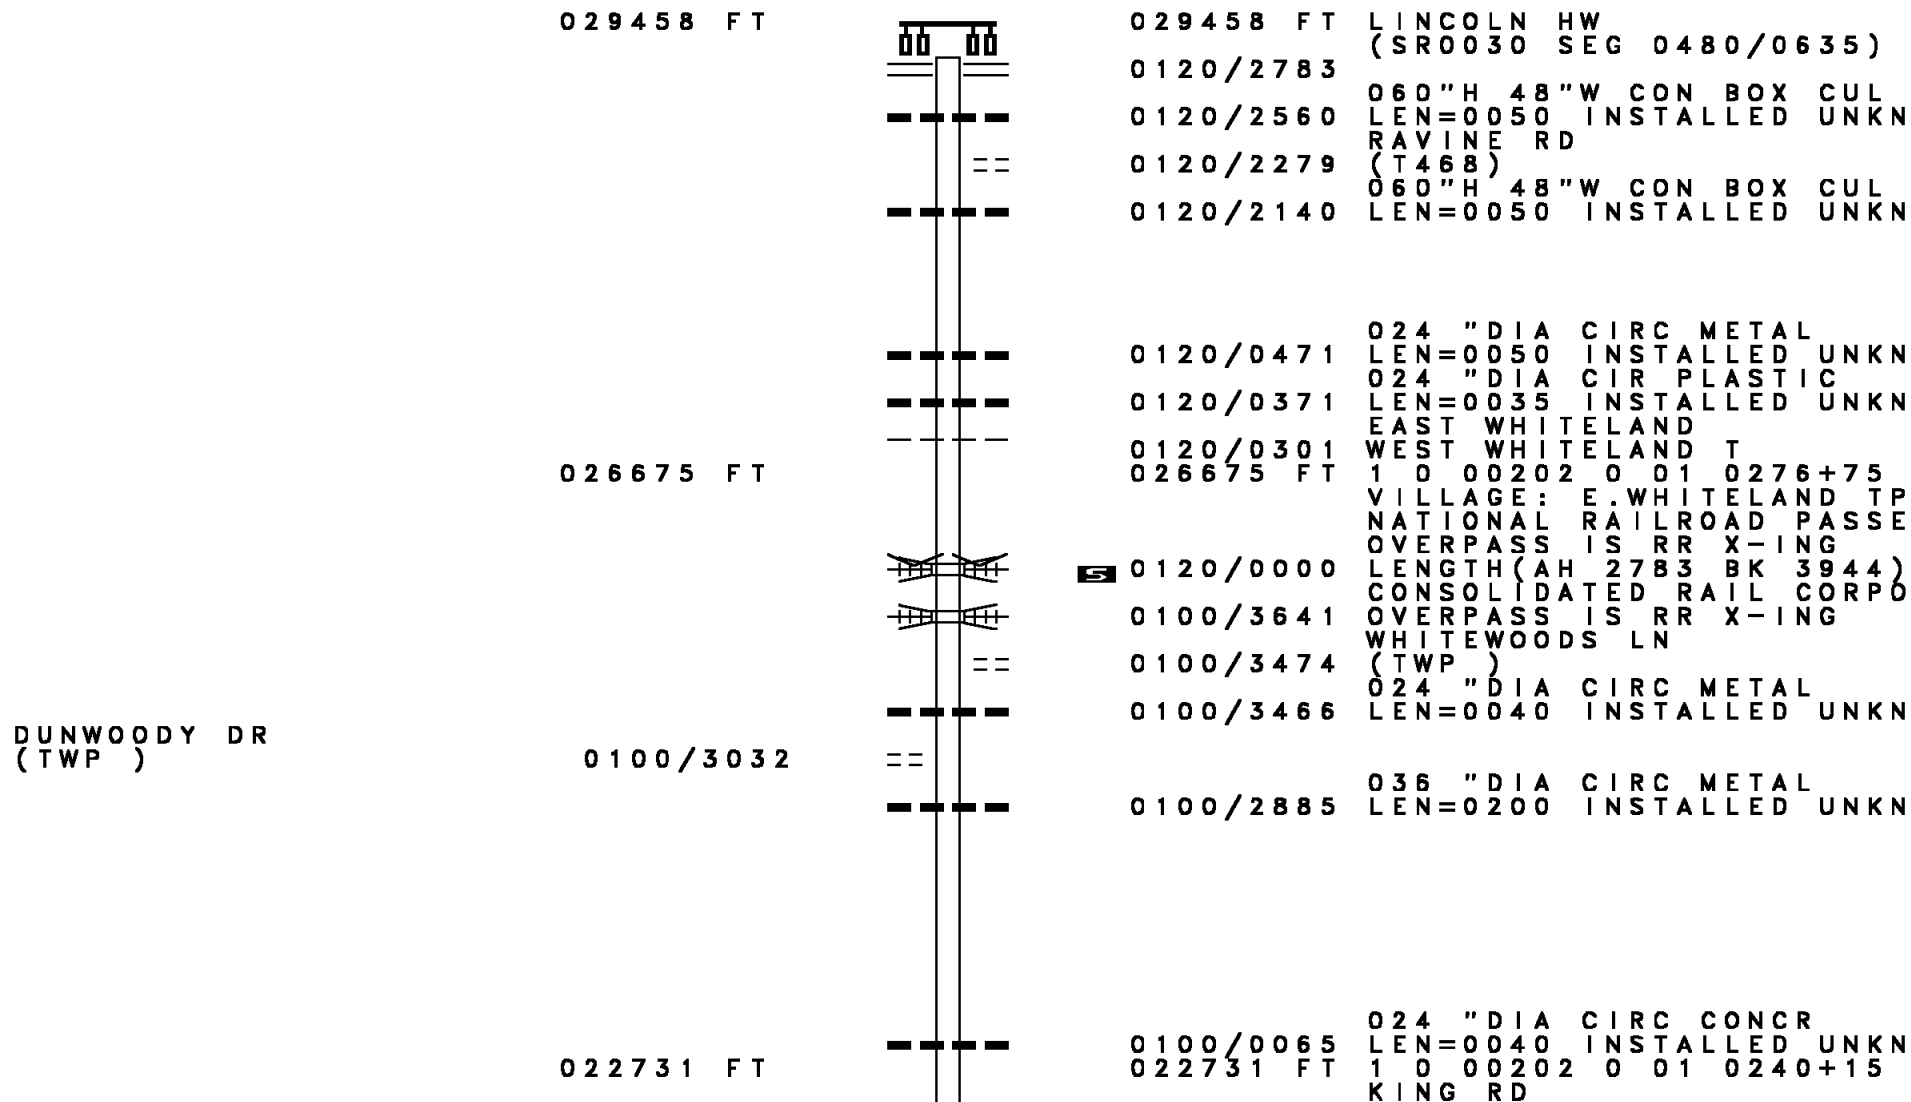 029458 FT 029458 FT LINCOLN HW
(SR0030 SEG 0480/0635)
0120/2783
060"H 48"W CON BOX CUL
0120/2560 LEN=0050 INSTALLED UNKN
RAVINE RD
0120/2279 (T468)
060"H 48"W CON BOX CUL
0120/2140 LEN=0050 INSTALLED UNKN
024 "DIA CIRC METAL
0120/0471 LEN=0050 INSTALLED UNKN
024 "DIA CIR PLASTIC
0120/0371 LEN=0035 INSTALLED UNKN
EAST WHITELAND
0120/0301 WEST WHITELAND T
026675 FT 026675 FT 1 0 00202 0 01 0276+75
VILLAGE: E.WHITELAND TP
NATIONAL RAILROAD PASSE
OVERPASS IS RR X-ING
S 0120/0000 LENGTH(AH 2783 BK 3944)
CONSOLIDATED RAIL CORPO
0100/3641 OVERPASS IS RR X-ING
WHITEWOODS LN
0100/3474 (TWP )
024 "DIA CIRC METAL
0100/3466 LEN=0040 INSTALLED UNKN
DUNWOODY DR
(TWP ) 0100/3032
036 "DIA CIRC METAL
0100/2885 LEN=0200 INSTALLED UNKN
024 "DIA CIRC CONCR
0100/0065 LEN=0040 INSTALLED UNKN
022731 FT 022731 FT 1 0 00202 0 01 0240+15
KING RD